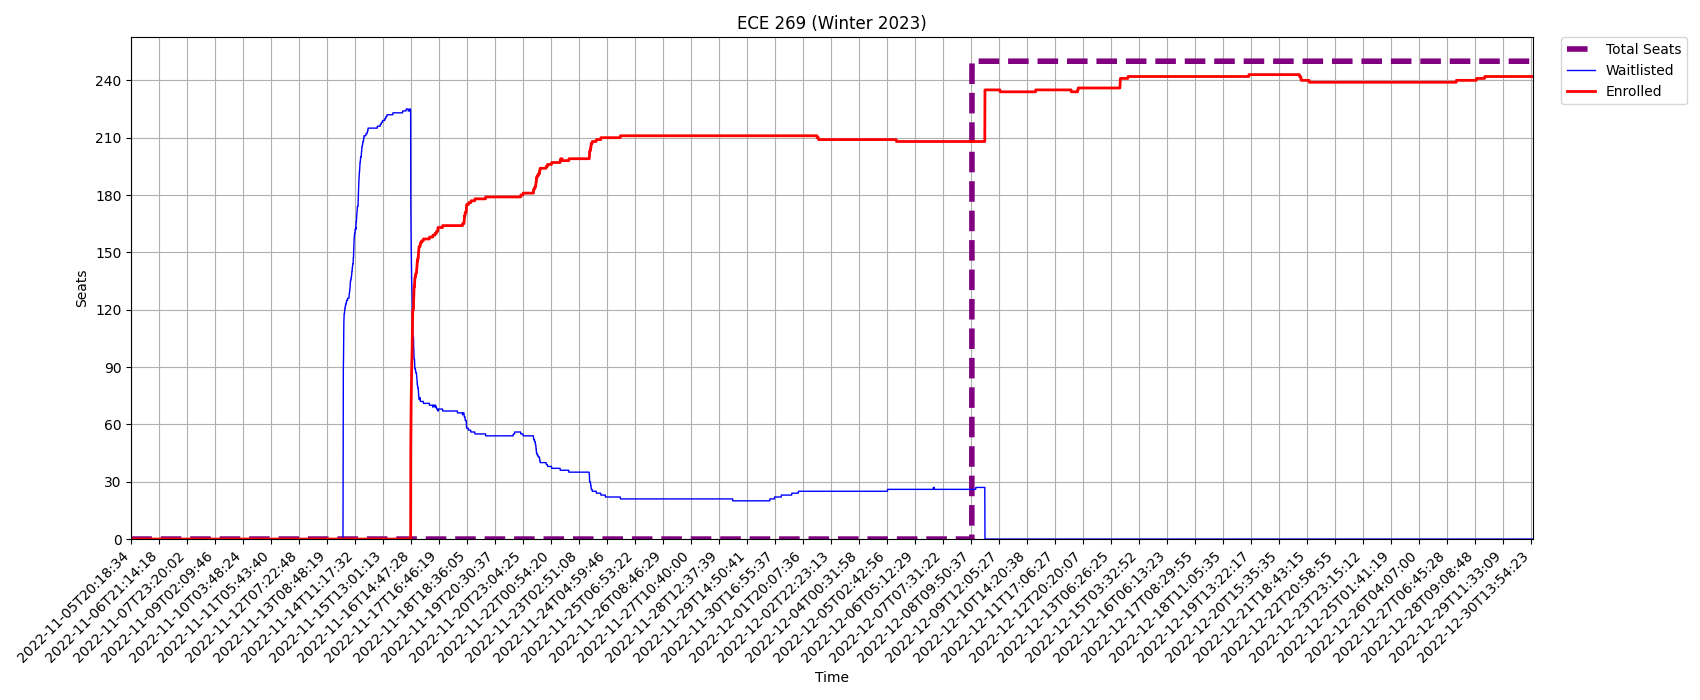 ECE 269 (Winter 2023)
Total Seats
Waitlisted
Enrolled
Seats
240
210
180
150
120
90
60
30
0
2022-11-05T20:18:34
2022-11-06T21:14:18
2022-11-07T23:20:02
2022-11-09T02:09:46
2022-11-10T03:48:24
2022-11-11T05:43:40
2022-11-12T07:22:48
2022-11-13T08:48:19
2022-11-14T11:17:32
2022-11-15T13:01:13
2022-11-16T14:47:28
2022-11-17T16:46:19
2022-11-18T18:36:05
2022-11-19T20:30:37
2022-11-20T23:04:25
2022-11-22T00:54:20
2022-11-23T02:51:08
2022-11-24T04:59:46
2022-11-25T06:53:22
2022-11-26T08:46:29
2022-11-27T10:40:00
2022-11-28T12:37:39
2022-11-29T14:50:41
2022-11-30T16:55:37
2022-12-01T20:07:36
2022-12-02T22:23:13
2022-12-04T00:31:58
2022-12-05T02:42:56
2022-12-06T05:12:29
2022-12-07T07:31:22
2022-12-08T09:50:37
2022-12-09T12:05:27
2022-12-10T14:20:38
2022-12-11T17:06:27
2022-12-12T20:20:07
2022-12-13T06:26:25
2022-12-15T03:32:52
2022-12-16T06:13:23
2022-12-17T08:29:55
2022-12-18T11:05:35
2022-12-19T13:22:17
2022-12-20T15:35:35
2022-12-21T18:43:15
2022-12-22T20:58:55
2022-12-23T23:15:12
2022-12-25T01:41:19
2022-12-26T04:07:00
2022-12-27T06:45:28
2022-12-28T09:08:48
2022-12-29T11:33:09
2022-12-30T13:54:23
Time